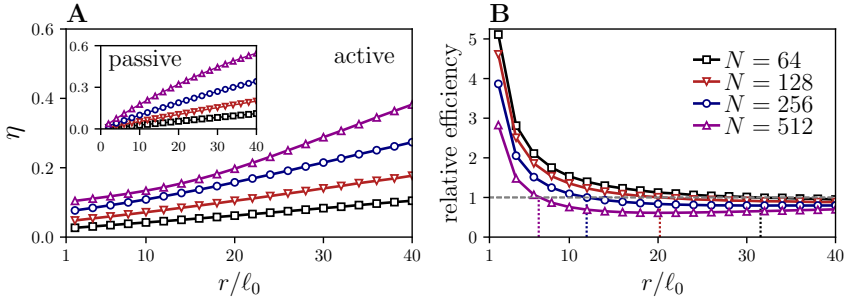 A
0.6
0.4
0.2
0.0
η
1
10
20
30
40
r/ℓ₀
active
passive
0.6
0.3
0.0
0
10
20
30
40
B
5
4
3
2
1
0
relative efficiency
1
10
20
30
40
r/ℓ₀
N = 64
N = 128
N = 256
N = 512